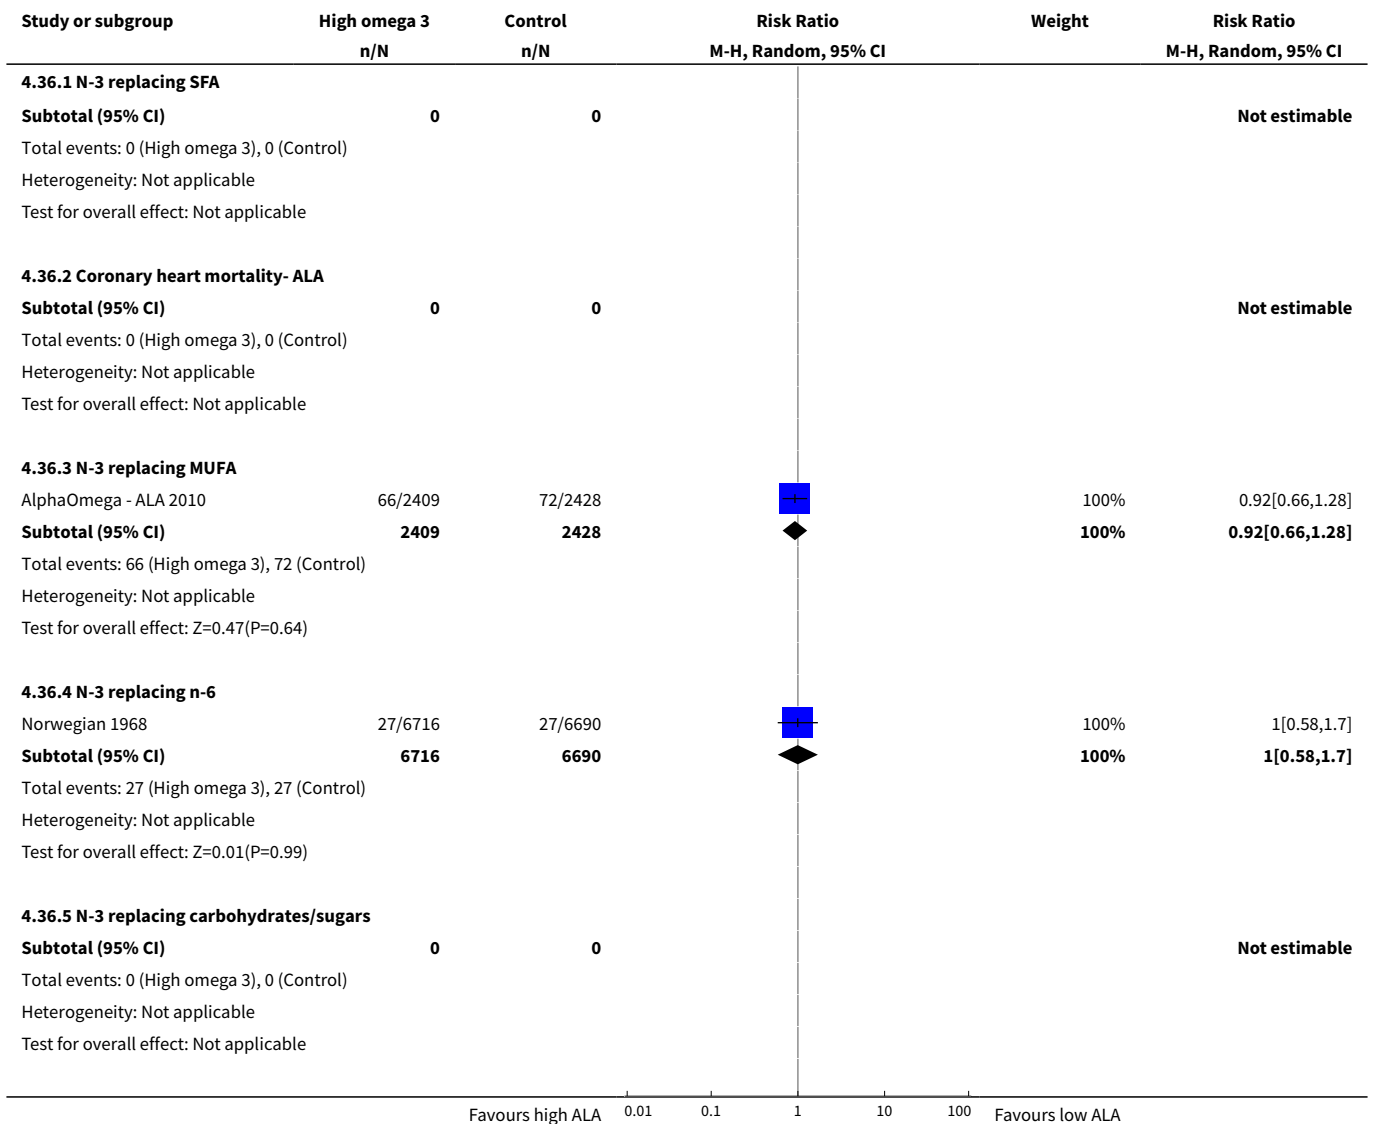 Study or subgroup High omega 3 Control Risk Ratio Weight Risk Ratio
n/N n/N M-H, Random, 95% CI M-H, Random, 95% CI
4.36.1 N-3 replacing SFA
Subtotal (95% CI) 0 0 Not estimable
Total events: 0 (High omega 3), 0 (Control)
Heterogeneity: Not applicable
Test for overall effect: Not applicable
4.36.2 Coronary heart mortality- ALA
Subtotal (95% CI) 0 0 Not estimable
Total events: 0 (High omega 3), 0 (Control)
Heterogeneity: Not applicable
Test for overall effect: Not applicable
4.36.3 N-3 replacing MUFA
AlphaOmega - ALA 2010 66/2409 72/2428 100% 0.92[0.66,1.28]
Subtotal (95% CI) 2409 2428 100% 0.92[0.66,1.28]
Total events: 66 (High omega 3), 72 (Control)
Heterogeneity: Not applicable
Test for overall effect: Z=0.47(P=0.64)
4.36.4 N-3 replacing n-6
Norwegian 1968 27/6716 27/6690 100% 1[0.58,1.7]
Subtotal (95% CI) 6716 6690 100% 1[0.58,1.7]
Total events: 27 (High omega 3), 27 (Control)
Heterogeneity: Not applicable
Test for overall effect: Z=0.01(P=0.99)
4.36.5 N-3 replacing carbohydrates/sugars
Subtotal (95% CI) 0 0 Not estimable
Total events: 0 (High omega 3), 0 (Control)
Heterogeneity: Not applicable
Test for overall effect: Not applicable
Favours high ALA 0.01 0.1 1 10 100 Favours low ALA